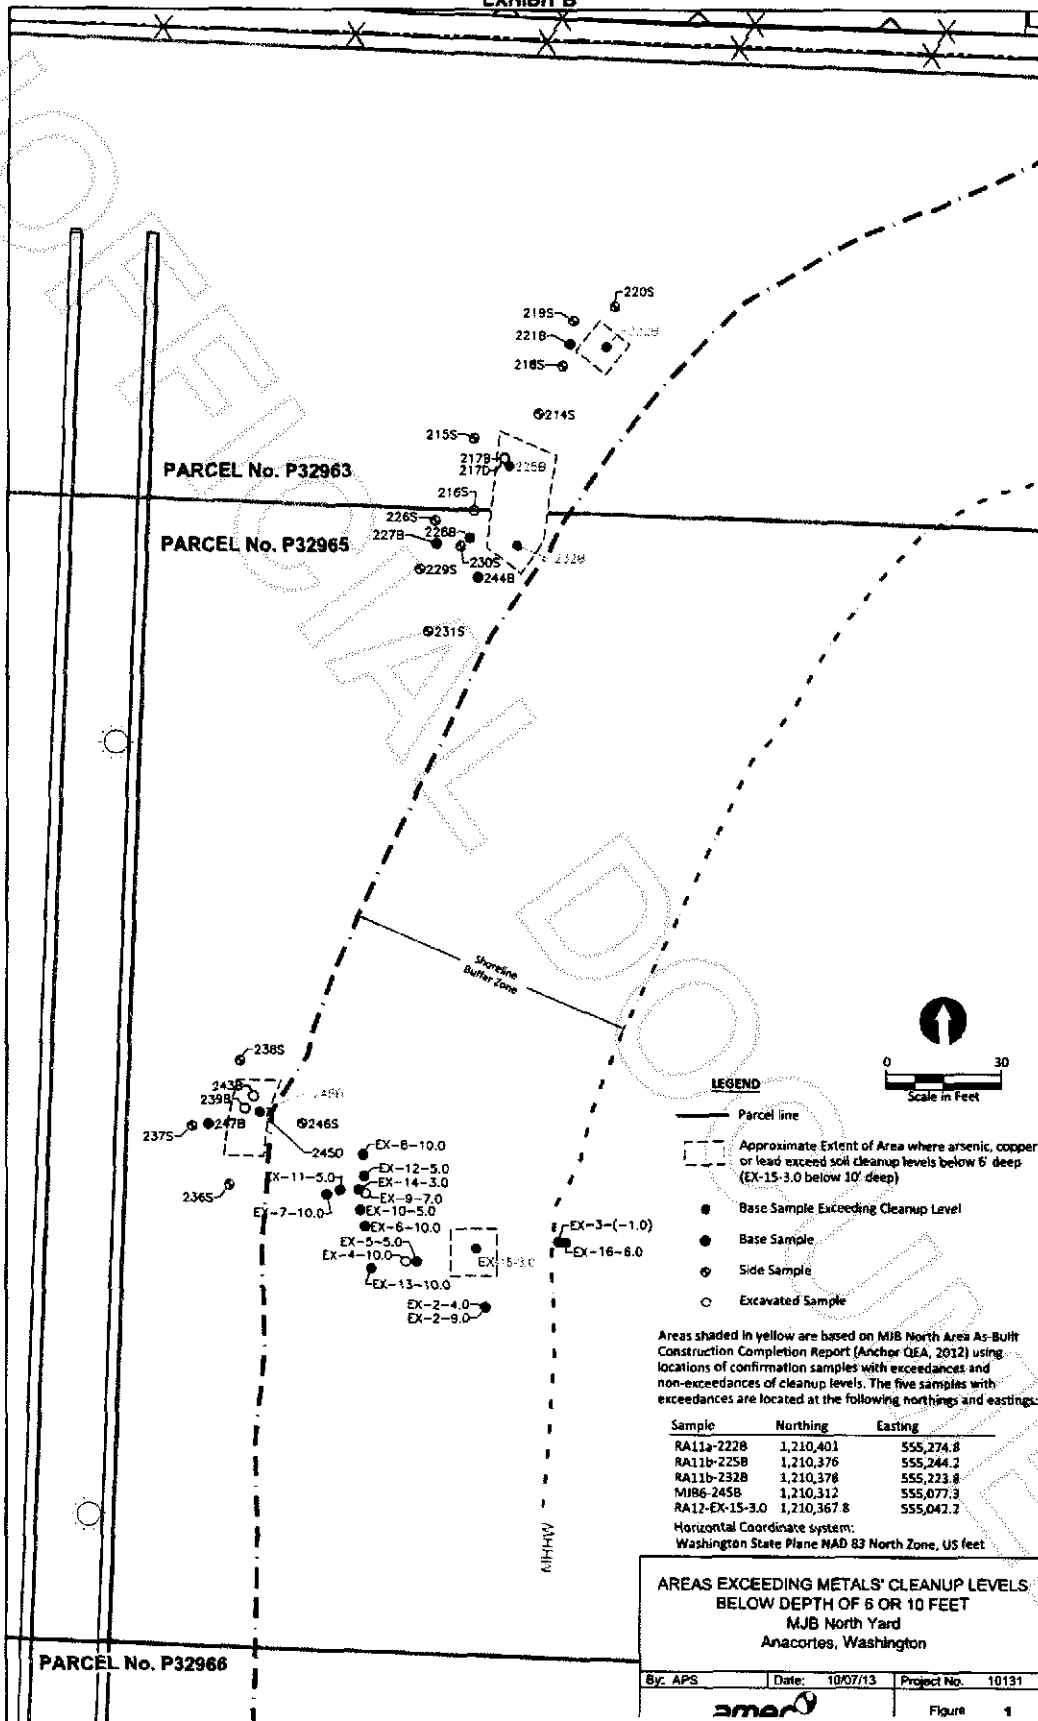 EXHIBIT B
220S
219S
221B
222B
218S
214S
215S
217B
217D
225B
PARCEL No. P32963
216S
226S
PARCEL No. P32965
227B
226B
230S
232B
229S
244B
231S
Shoreline
Buffer Zone
238S
243B
245B
239B
237S
247B
246S
245D
236S
EX-8-10.0
EX-12-5.0
EX-11-5.0
EX-14-3.0
EX-9-7.0
EX-7-10.0
EX-10-5.0
EX-6-10.0
EX-5-5.0
EX-4-10.0
EX-15-3.0
EX-13-10.0
EX-3-(-1.0)
EX-16-6.0
EX-2-4.0
EX-2-9.0
MHHW
0 30
Scale in Feet
LEGEND
Parcel line
Approximate Extent of Area where arsenic, copper
or lead exceed soil cleanup levels below 6' deep
(EX-15-3.0 below 10' deep)
Base Sample Exceeding Cleanup Level
Base Sample
Side Sample
Excavated Sample
Areas shaded in yellow are based on MJB North Area As-Built
Construction Completion Report (Anchor QEA, 2012) using
locations of confirmation samples with exceedances and
non-exceedances of cleanup levels. The five samples with
exceedances are located at the following northings and eastings:
Sample Northing Easting
RA11a-222B 1,210,401 555,274.8
RA11b-225B 1,210,376 555,244.2
RA11b-232B 1,210,378 555,223.8
MJB6-245B 1,210,312 555,077.3
RA12-EX-15-3.0 1,210,367.8 555,042.2
Horizontal Coordinate system:
Washington State Plane NAD 83 North Zone, US feet
AREAS EXCEEDING METALS' CLEANUP LEVELS
BELOW DEPTH OF 6 OR 10 FEET
MJB North Yard
Anacortes, Washington
By: APS Date: 10/07/13 Project No. 10131
amec Figure 1
PARCEL No. P32966
UNOFFICIAL DOCUMENT